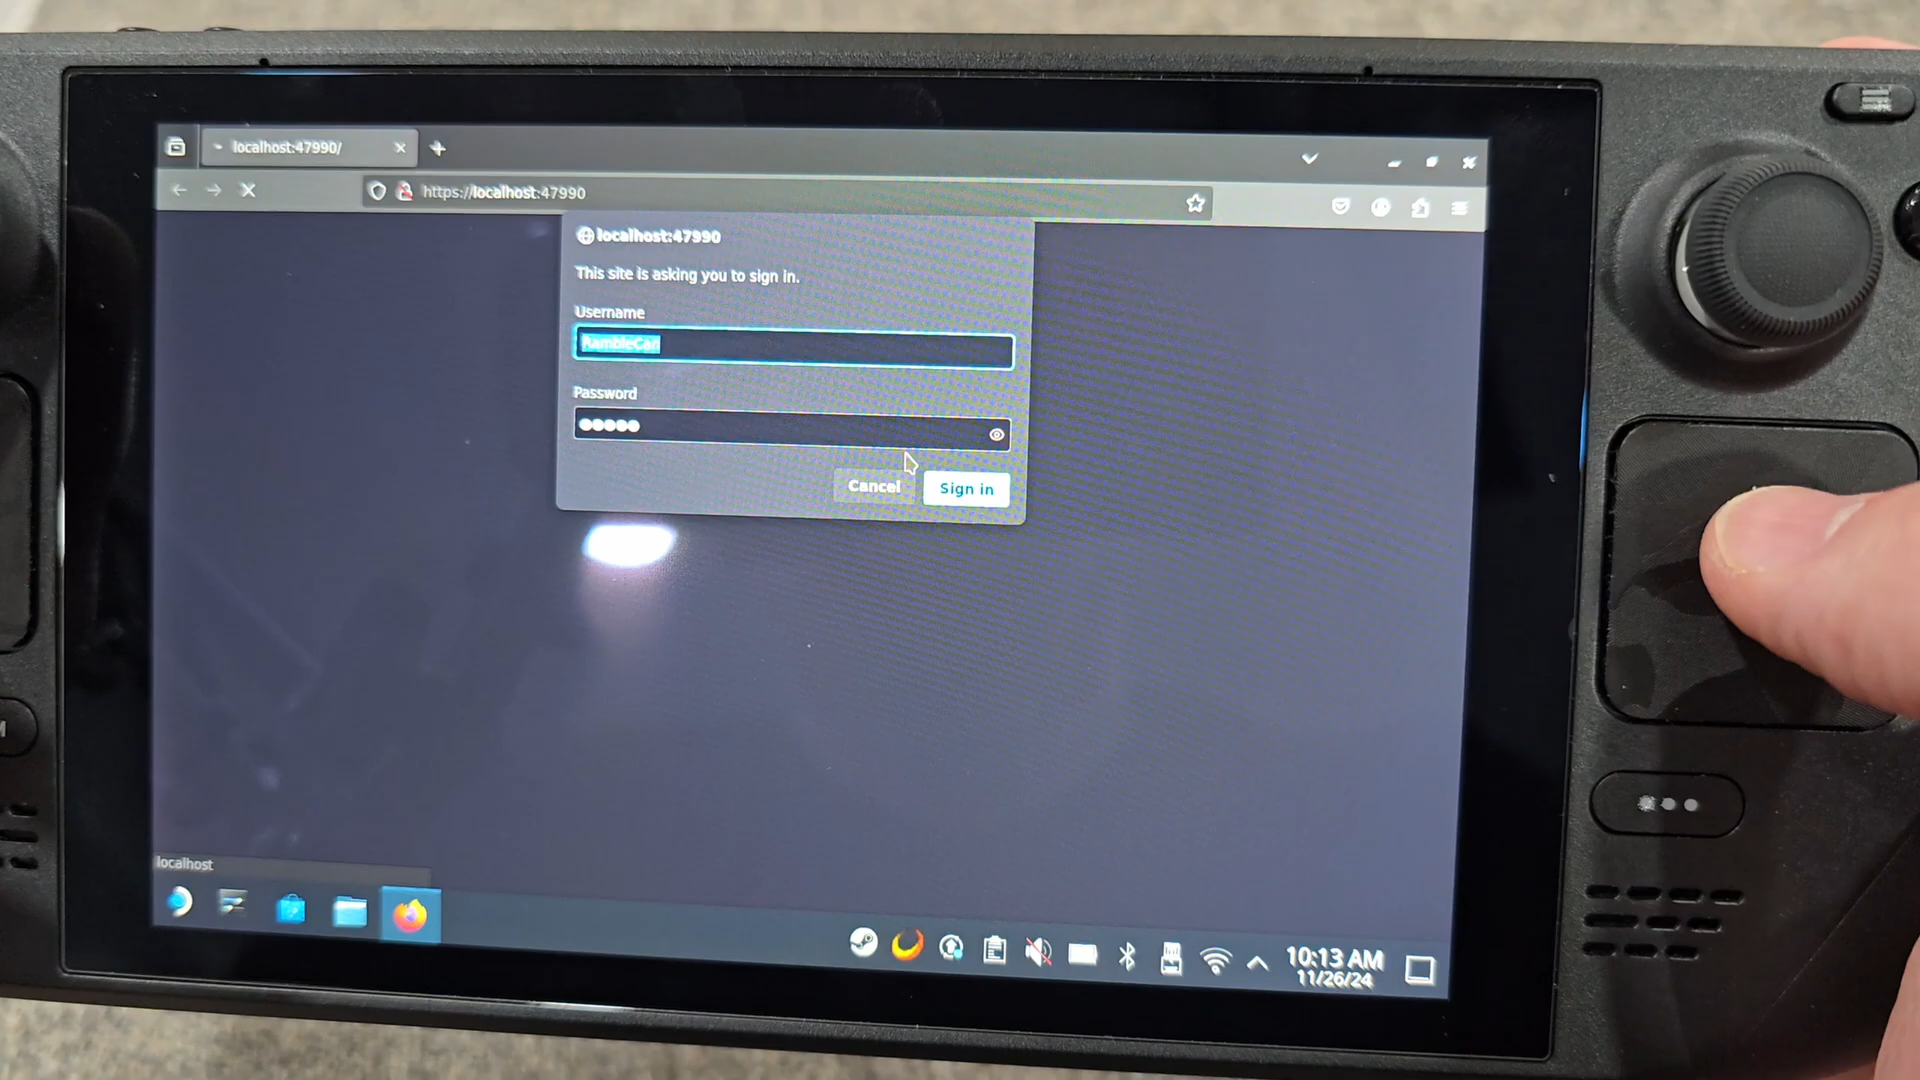 localhost:47990/
https://localhost:47990
localhost:47990
This site is asking you to sign in.
Username
RambleCan
Password
Cancel
Sign in
localhost
10:13 AM
11/26/24